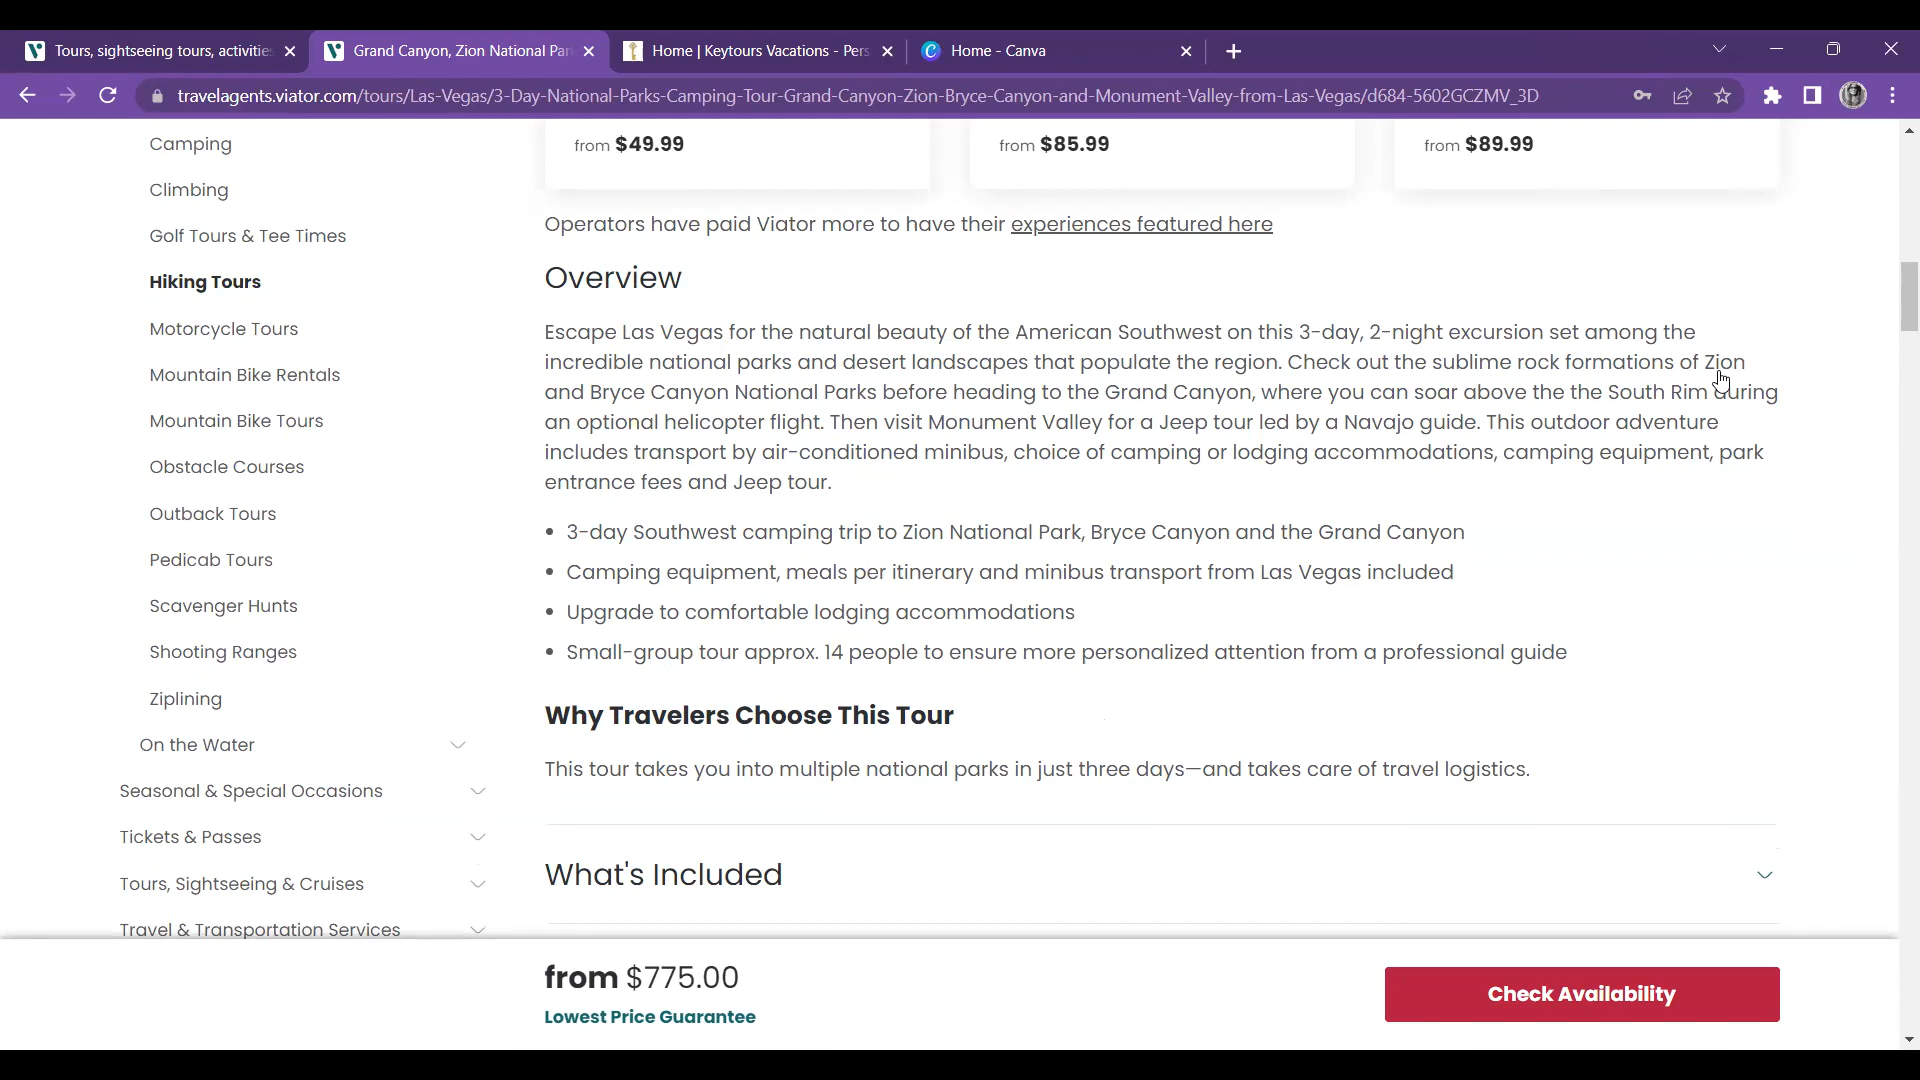 Tours, sightseeing tours, activitie
Grand Canyon, Zion National Par
Home | Keytours Vacations - Pers
Home - Canva
travelagents.viator.com/tours/Las-Vegas/3-Day-National-Parks-Camping-Tour-Grand-Canyon-Zion-Bryce-Canyon-and-Monument-Valley-from-Las-Vegas/d684-5602GCZMV_3D
Camping
Climbing
Golf Tours & Tee Times
Hiking Tours
Motorcycle Tours
Mountain Bike Rentals
Mountain Bike Tours
Obstacle Courses
Outback Tours
Pedicab Tours
Scavenger Hunts
Shooting Ranges
Ziplining
On the Water
Seasonal & Special Occasions
Tickets & Passes
Tours, Sightseeing & Cruises
Travel & Transportation Services
from $49.99
from $85.99
from $89.99
Operators have paid Viator more to have their experiences featured here
Overview
Escape Las Vegas for the natural beauty of the American Southwest on this 3-day, 2-night excursion set among the
incredible national parks and desert landscapes that populate the region. Check out the sublime rock formations of Zion
and Bryce Canyon National Parks before heading to the Grand Canyon, where you can soar above the the South Rim during
an optional helicopter flight. Then visit Monument Valley for a Jeep tour led by a Navajo guide. This outdoor adventure
includes transport by air-conditioned minibus, choice of camping or lodging accommodations, camping equipment, park
entrance fees and Jeep tour.
• 3-day Southwest camping trip to Zion National Park, Bryce Canyon and the Grand Canyon
• Camping equipment, meals per itinerary and minibus transport from Las Vegas included
• Upgrade to comfortable lodging accommodations
• Small-group tour approx. 14 people to ensure more personalized attention from a professional guide
Why Travelers Choose This Tour
This tour takes you into multiple national parks in just three days—and takes care of travel logistics.
What's Included
from $775.00
Lowest Price Guarantee
Check Availability